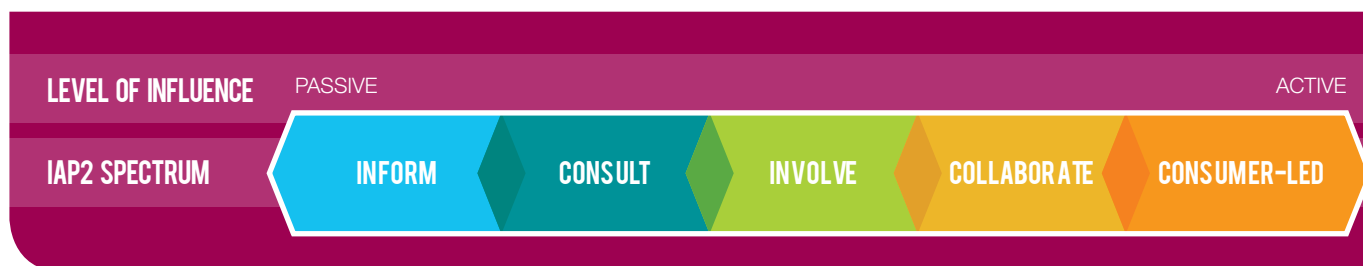 LEVEL OF INFLUENCE PASSIVE ACTIVE
IAP2 SPECTRUM INFORM CONSULT INVOLVE COLLABORATE CONSUMER-LED